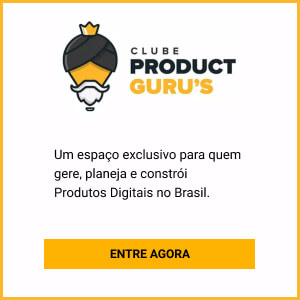 CLUBE
PRODUCT
GURU'S
Um espaço exclusivo para quem
gere, planeja e constrói
Produtos Digitais no Brasil.
ENTRE AGORA